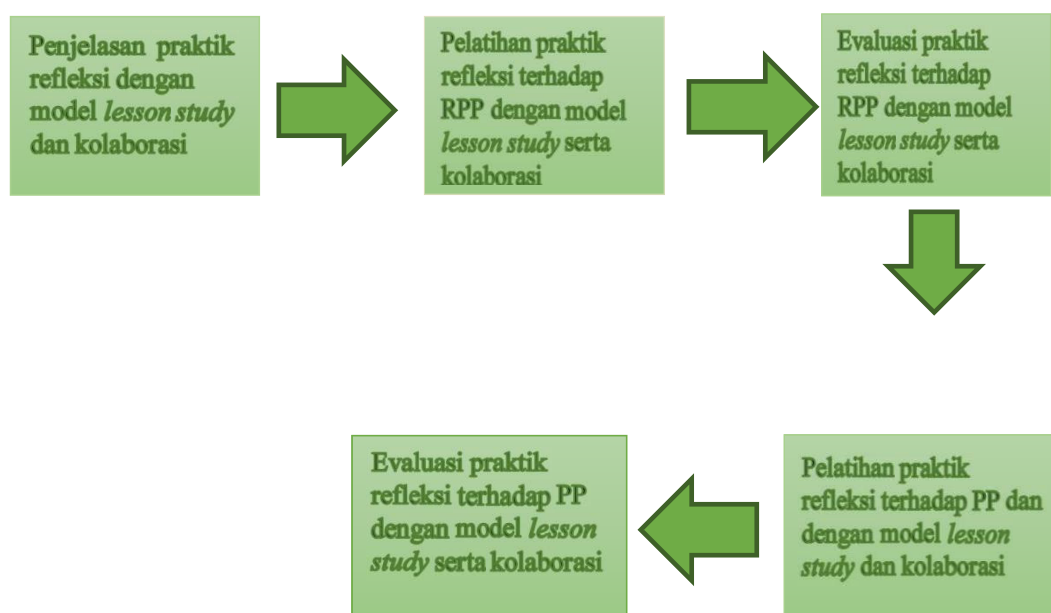 Penjelasan praktik
refleksi dengan
model lesson study
dan kolaborasi
Pelatihan praktik
refleksi terhadap
RPP dengan model
lesson study serta
kolaborasi
Evaluasi praktik
refleksi terhadap
RPP dengan model
lesson study serta
kolaborasi
Pelatihan praktik
refleksi terhadap PP dan
dengan model lesson
study dan kolaborasi
Evaluasi praktik
refleksi terhadap PP
dengan model lesson
study serta kolaborasi